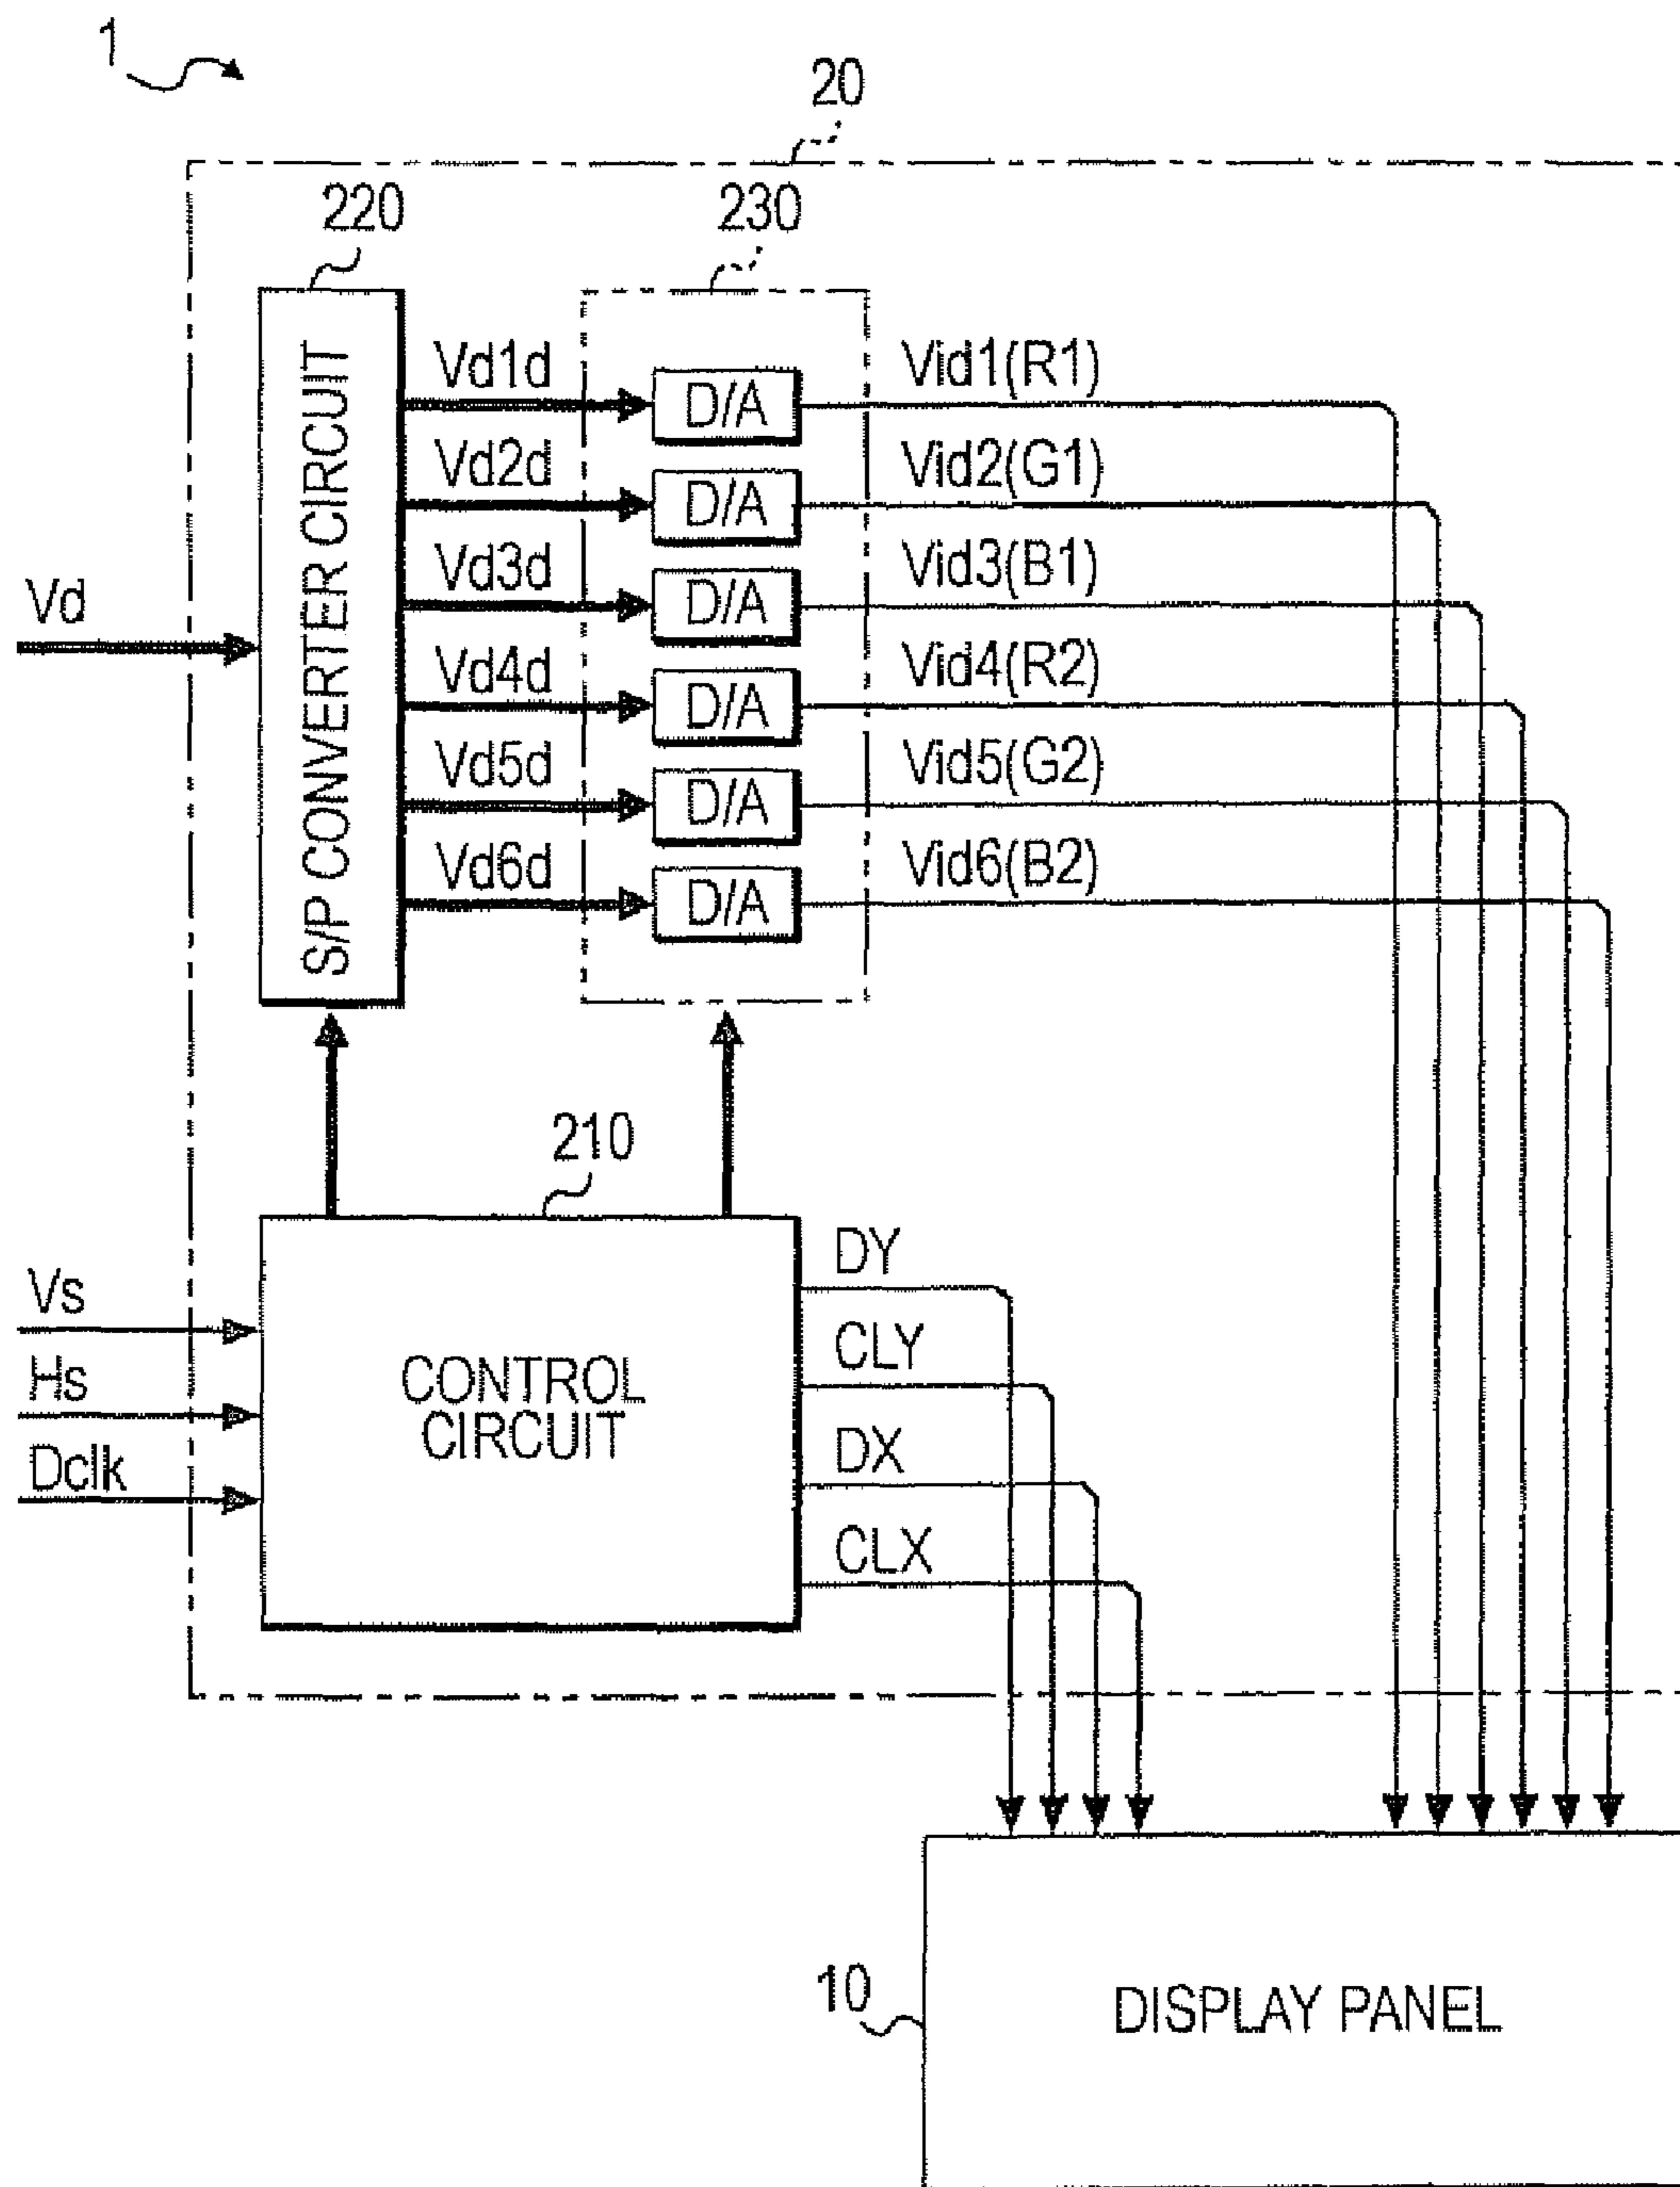 1
20
220
230
S/P CONVERTER CIRCUIT
Vd
Vd1d
D/A
Vid1(R1)
Vd2d
D/A
Vid2(G1)
Vd3d
D/A
Vid3(B1)
Vd4d
D/A
Vid4(R2)
Vd5d
D/A
Vid5(G2)
Vd6d
D/A
Vid6(B2)
210
Vs
Hs
Dclk
CONTROL
CIRCUIT
DY
CLY
DX
CLX
10
DISPLAY PANEL